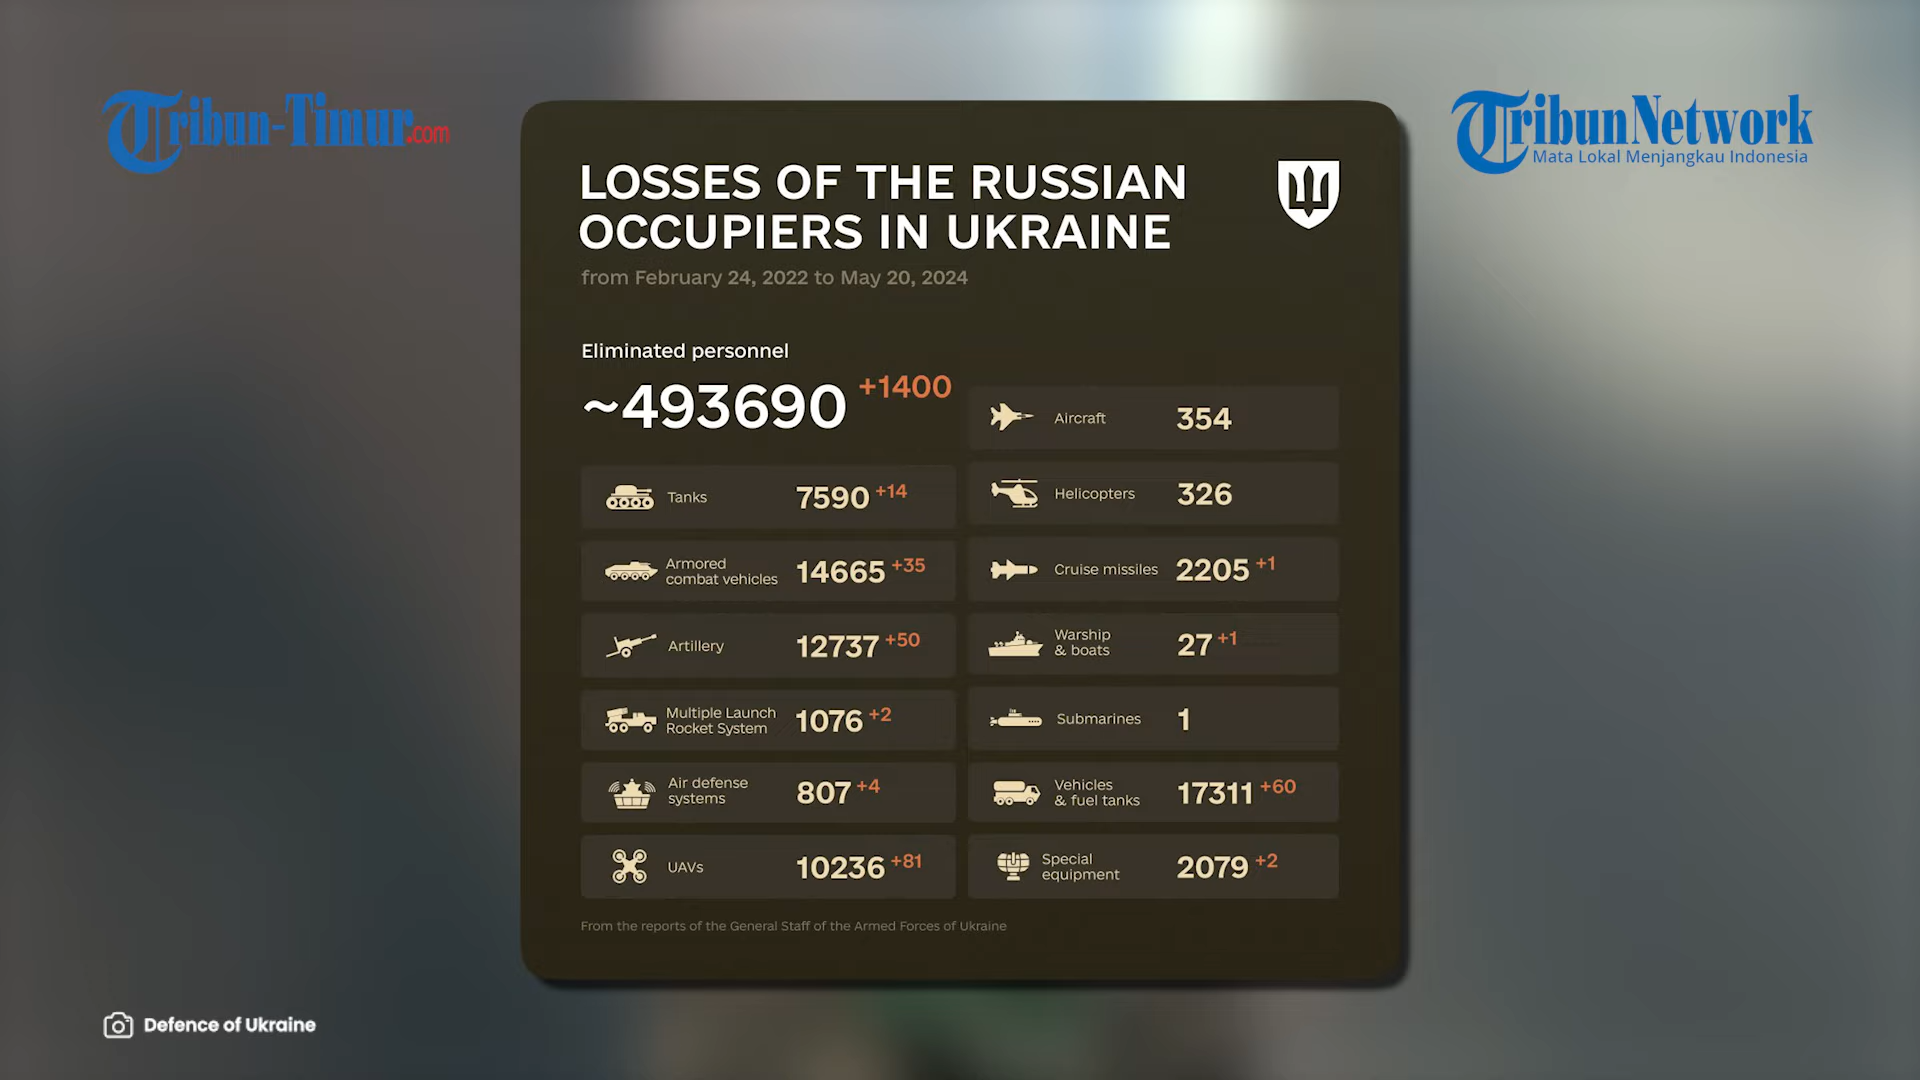 Tribun-Timur.com
TribunNetwork
Mata Lokal Menjangkau Indonesia
LOSSES OF THE RUSSIAN
OCCUPIERS IN UKRAINE
from February 24, 2022 to May 20, 2024
Eliminated personnel
~493690 +1400
Tanks 7590 +14
Armored
combat vehicles 14665 +35
Artillery 12737 +50
Multiple Launch
Rocket System 1076 +2
Air defense
systems 807 +4
UAVs 10236 +81
Aircraft 354
Helicopters 326
Cruise missiles 2205 +1
Warship
& boats 27 +1
Submarines 1
Vehicles
& fuel tanks 17311 +60
Special
equipment 2079 +2
From the reports of the General Staff of the Armed Forces of Ukraine
Defence of Ukraine